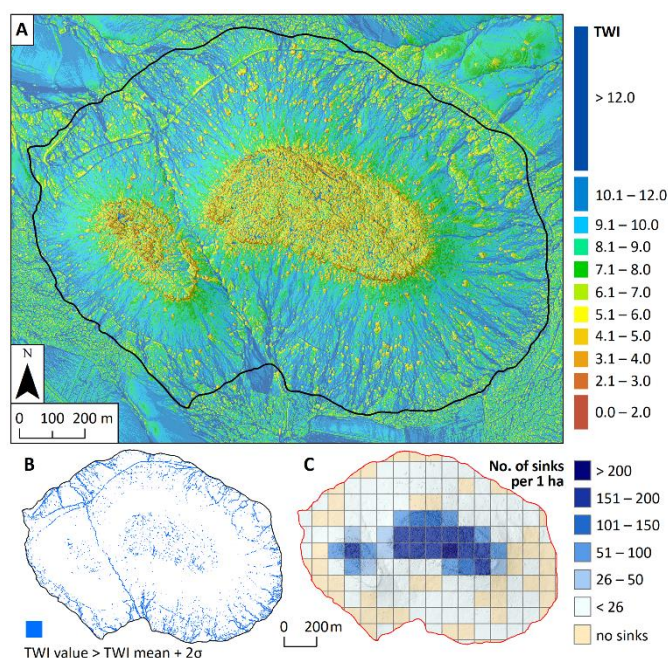 A
TWI
> 12.0
10.1 – 12.0
9.1 – 10.0
8.1 – 9.0
7.1 – 8.0
6.1 – 7.0
5.1 – 6.0
4.1 – 5.0
3.1 – 4.0
2.1 – 3.0
0.0 – 2.0
N
0 100 200 m
B
TWI value > TWI mean + 2σ
0 200 m
C
No. of sinks
per 1 ha
> 200
151 – 200
101 – 150
51 – 100
26 – 50
< 26
no sinks